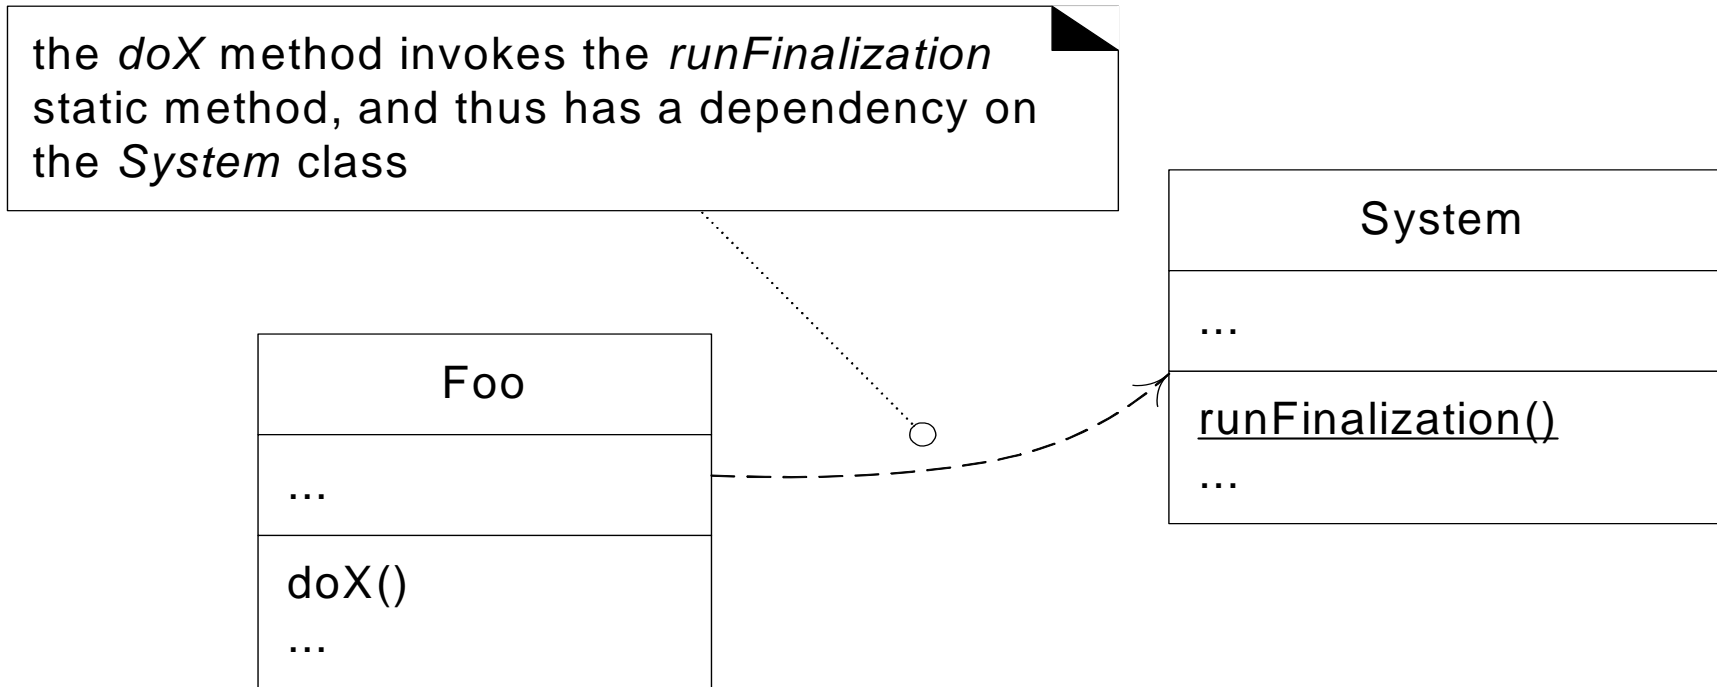 the doX method invokes the runFinalization
static method, and thus has a dependency on
the System class
System
...
runFinalization()
...
Foo
...
doX()
...